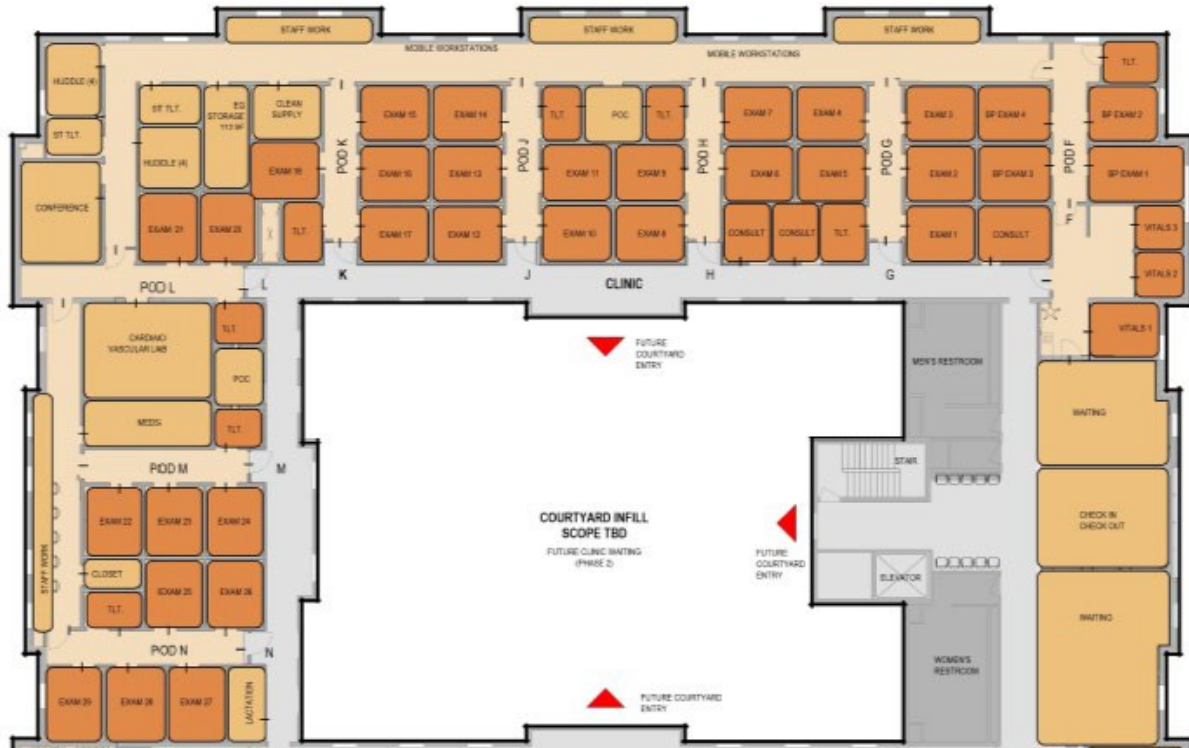 STAFF WORK
STAFF WORK
STAFF WORK
MOBILE WORKSTATIONS
MOBILE WORKSTATIONS
HUDDLE (4)
ST TLT.
EQ
STORAGE
112 SF
CLEAN
SUPPLY
EXAM 15
EXAM 14
TLT.
POC
TLT.
EXAM 7
EXAM 4
EXAM 3
BP EXAM 4
BP EXAM 2
TLT.
ST TLT.
HUDDLE (4)
EXAM 18
POD K
EXAM 16
EXAM 13
POD J
EXAM 11
EXAM 9
POD H
EXAM 6
EXAM 5
POD G
EXAM 2
BP EXAM 3
POD F
BP EXAM 1
CONFERENCE
EXAM 21
EXAM 20
TLT.
EXAM 17
EXAM 12
EXAM 10
EXAM 8
CONSULT
CONSULT
TLT.
EXAM 1
CONSULT
F
VITALS 3
VITALS 2
VITALS 1
POD L
L
K
J
CLINIC
H
G
CARDIAO
VASCULAR LAB
TLT.
POC
MEDS
TLT.
FUTURE
COURTYARD
ENTRY
MEN'S RESTROOM
WAITING
POD M
M
STAIR
EXAM 22
EXAM 23
EXAM 24
STAFF WORK
CLOSET
EXAM 25
EXAM 26
TLT.
COURTYARD INFILL
SCOPE TBD
FUTURE CLINIC WAITING
(PHASE 2)
FUTURE
COURTYARD
ENTRY
CHECK IN
CHECK OUT
ELEVATOR
WAITING
POD N
N
WOMEN'S
RESTROOM
EXAM 29
EXAM 28
EXAM 27
LACTATION
FUTURE COURTYARD
ENTRY